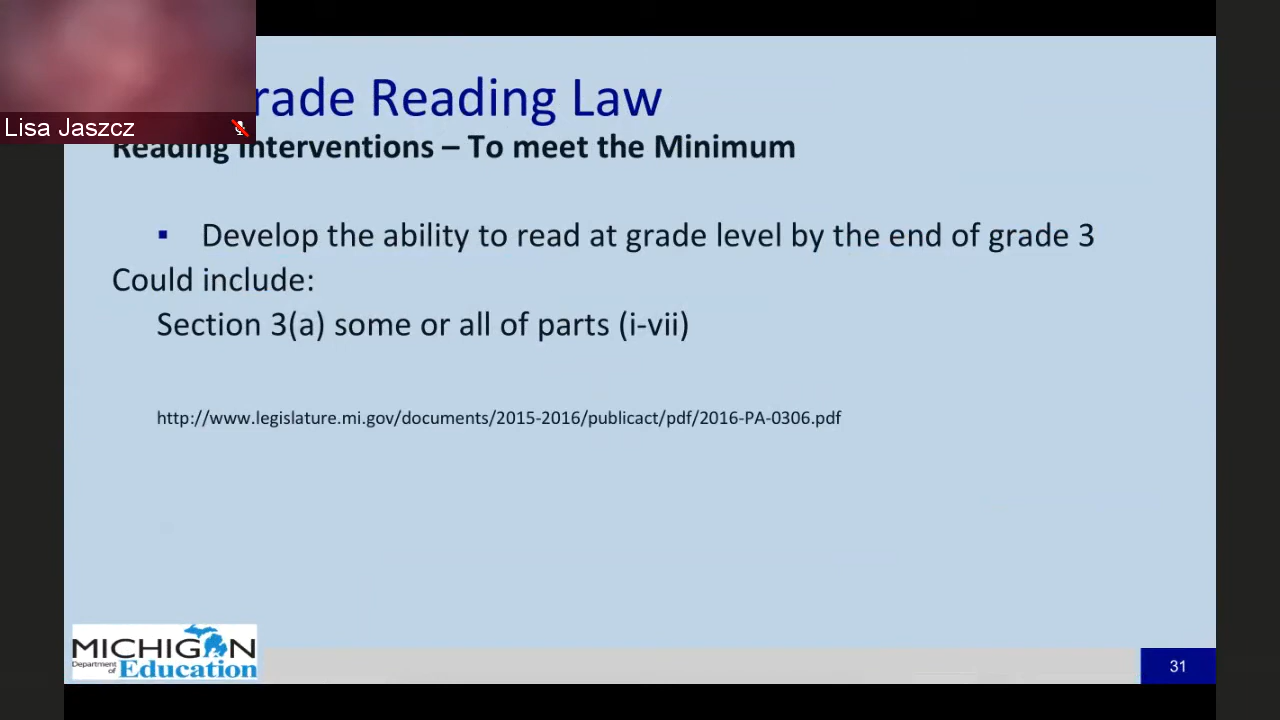 Lisa Jaszcz
rade Reading Law
Reading Interventions – To meet the Minimum
▪ Develop the ability to read at grade level by the end of grade 3
Could include:
Section 3(a) some or all of parts (i-vii)
http://www.legislature.mi.gov/documents/2015-2016/publicact/pdf/2016-PA-0306.pdf
MICHIGAN
Department of Education
31